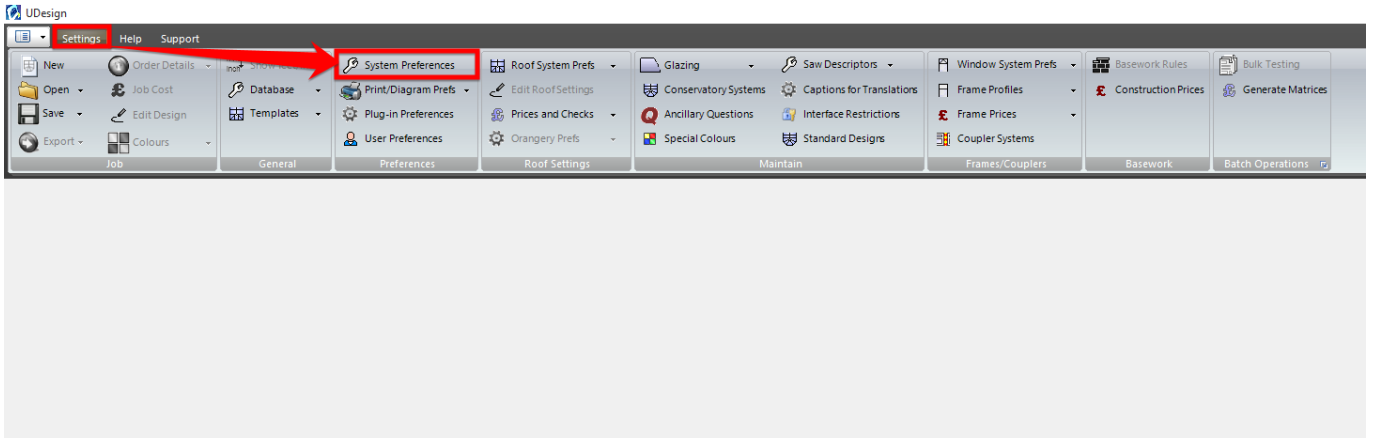 UDesign
Settings Help Support
New Order Details System Preferences Roof System Prefs Glazing Saw Descriptors Window System Prefs Basework Rules Bulk Testing
Open Job Cost Database Print/Diagram Prefs Edit Roof Settings Conservatory Systems Captions for Translations Frame Profiles Construction Prices Generate Matrices
Save Edit Design Templates Plug-in Preferences Prices and Checks Ancillary Questions Interface Restrictions Frame Prices
Export Colours User Preferences Orangery Prefs Special Colours Standard Designs Coupler Systems
Job General Preferences Roof Settings Maintain Frames/Couplers Basework Batch Operations